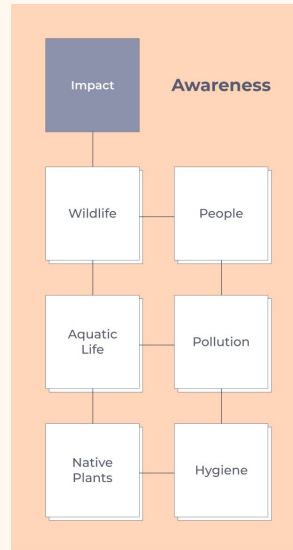 Impact
Awareness
Wildlife
People
Aquatic
Life
Pollution
Native
Plants
Hygiene